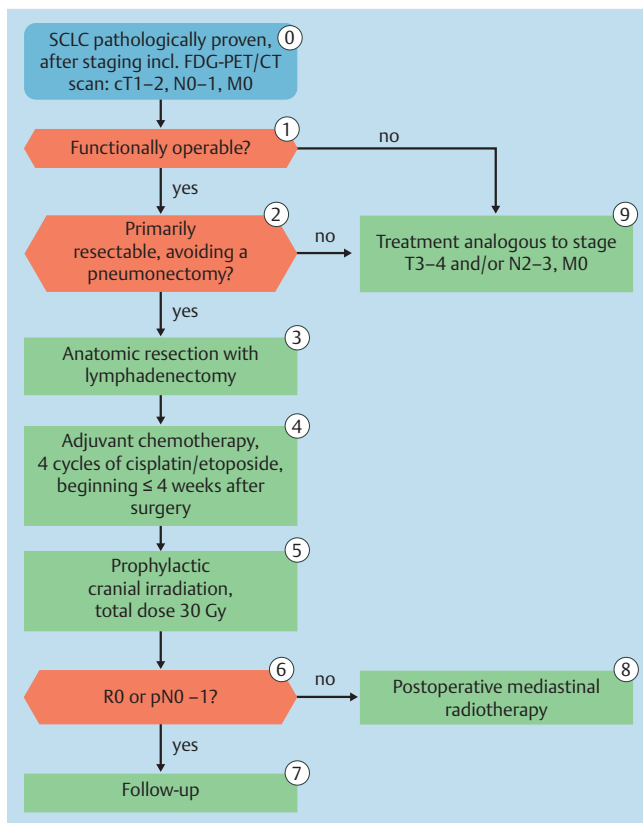 0
SCLC pathologically proven,
after staging incl. FDG-PET/CT
scan: cT1–2, N0–1, M0
1
Functionally operable?
no
yes
2
Primarily
resectable, avoiding a
pneumonectomy?
no
9
Treatment analogous to stage
T3–4 and/or N2–3, M0
yes
3
Anatomic resection with
lymphadenectomy
4
Adjuvant chemotherapy,
4 cycles of cisplatin/etoposide,
beginning ≤ 4 weeks after
surgery
5
Prophylactic
cranial irradiation,
total dose 30 Gy
6
R0 or pN0 –1?
no
8
Postoperative mediastinal
radiotherapy
yes
7
Follow-up